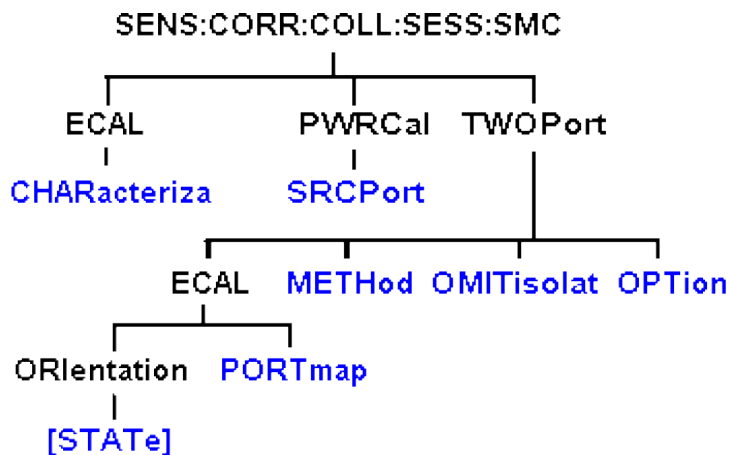 SENS:CORR:COLL:SESS:SMC
ECAL PWRCal TWOPort
CHARacteriza SRCPort
ECAL METHod OMITisolat OPTion
ORIentation PORTmap
[STATe]